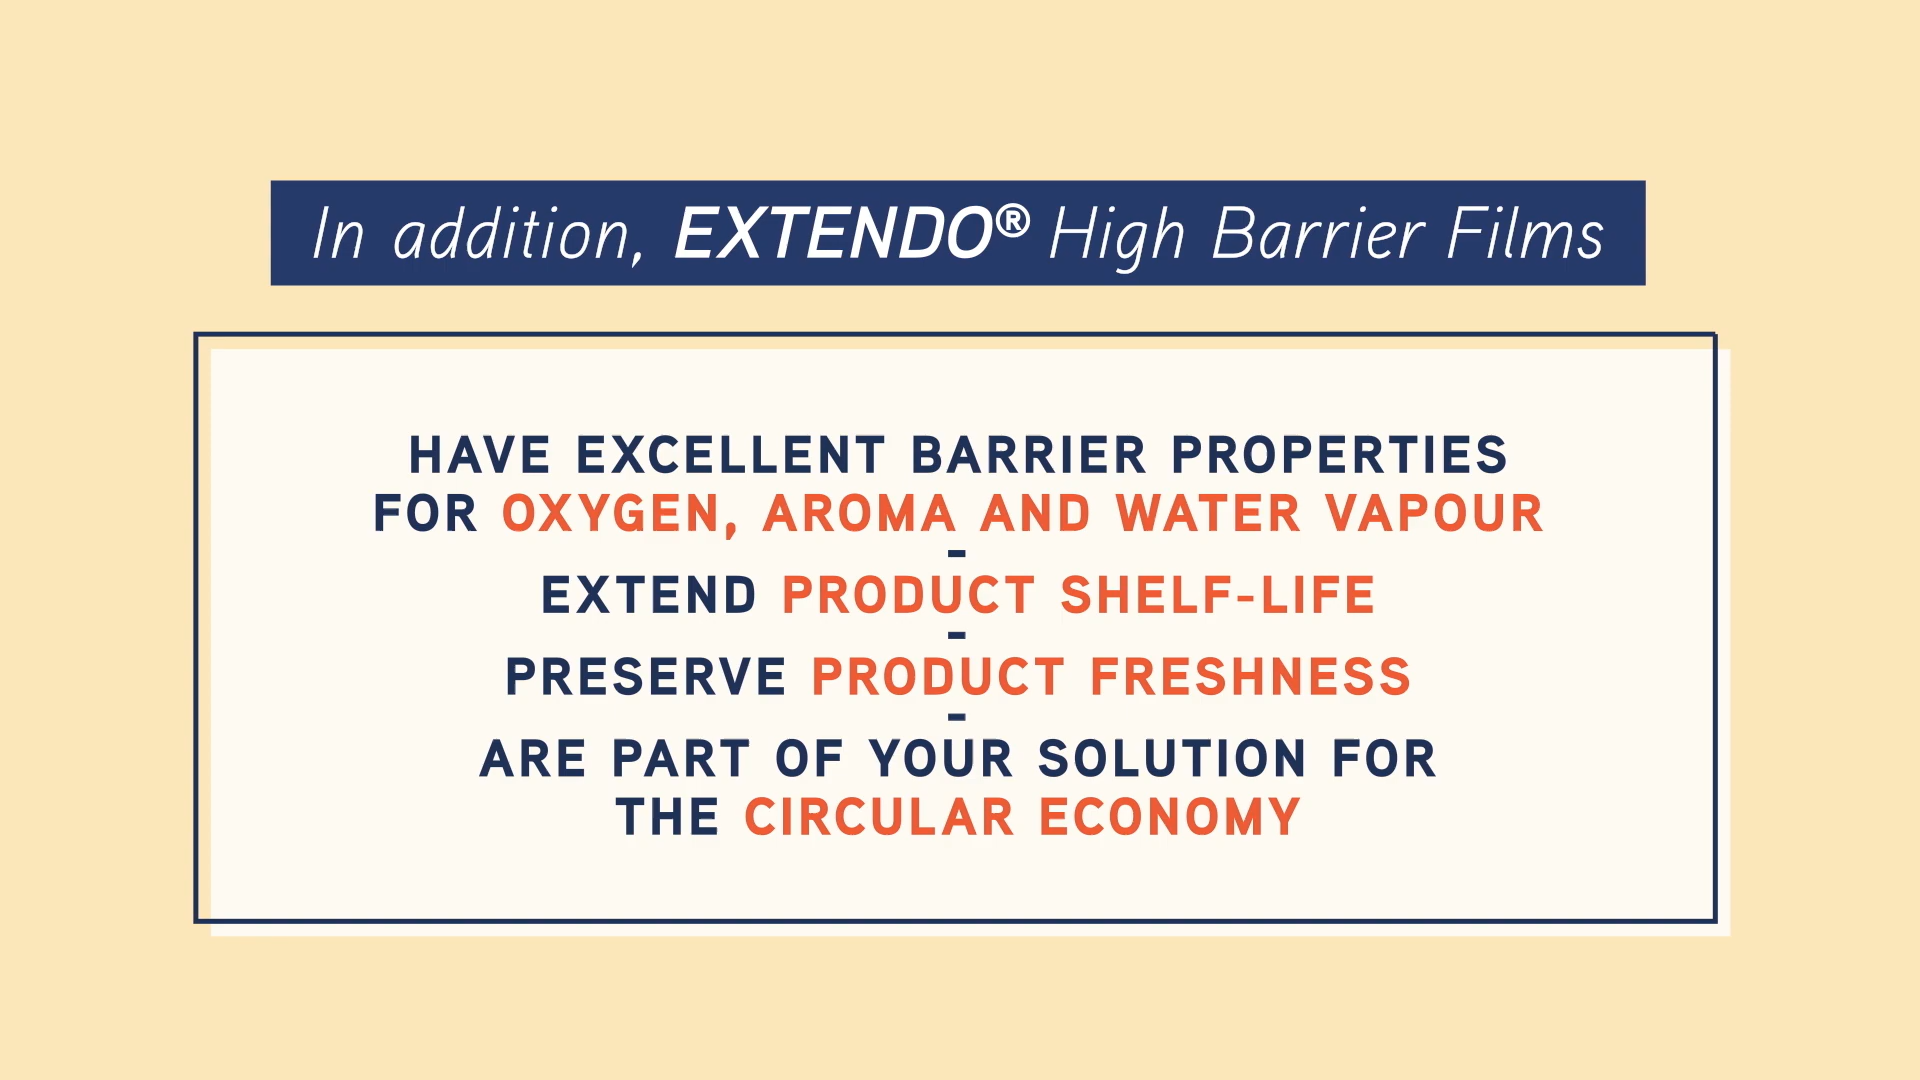 In addition, EXTENDO® High Barrier Films
HAVE EXCELLENT BARRIER PROPERTIES
FOR OXYGEN, AROMA AND WATER VAPOUR
-
EXTEND PRODUCT SHELF-LIFE
-
PRESERVE PRODUCT FRESHNESS
-
ARE PART OF YOUR SOLUTION FOR
THE CIRCULAR ECONOMY